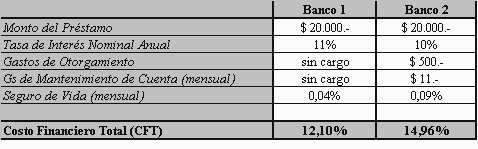 Banco 1 Banco 2
Monto del Préstamo $ 20.000.- $ 20.000.-
Tasa de Interés Nominal Anual 11% 10%
Gastos de Otorgamiento sin cargo $ 500.-
Gs de Mantenimiento de Cuenta (mensual) sin cargo $ 11.-
Seguro de Vida (mensual) 0,04% 0,09%
Costo Financiero Total (CFT) 12,10% 14,96%